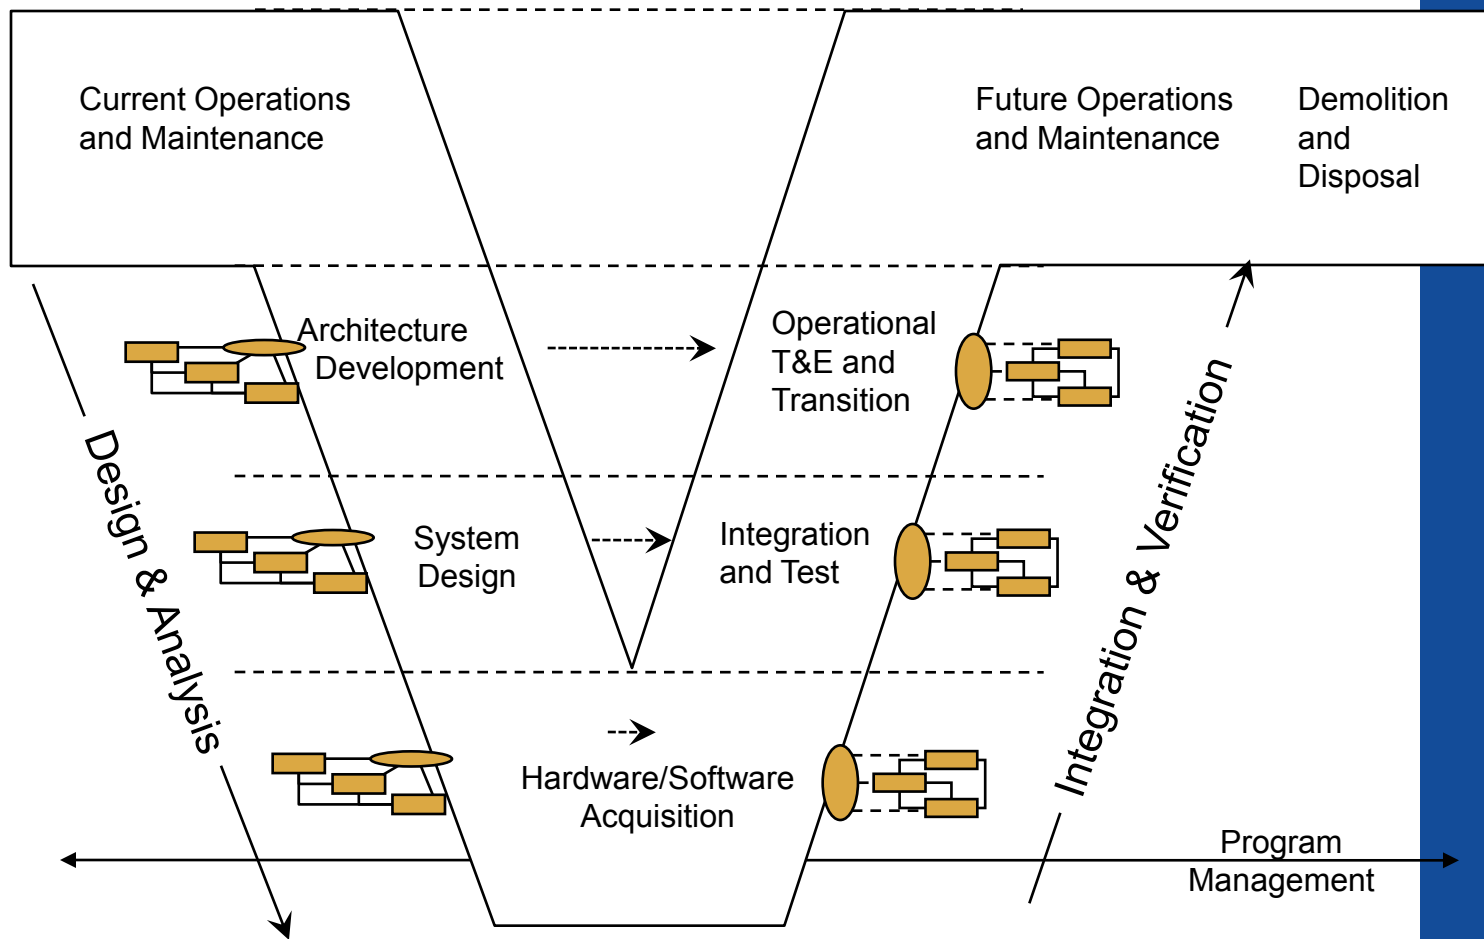 Current Operations
and Maintenance
Future Operations
and Maintenance
Demolition
and
Disposal
Architecture
Development
Operational
T&E and
Transition
System
Design
Integration
and Test
Hardware/Software
Acquisition
Design & Analysis
Integration & Verification
Program
Management